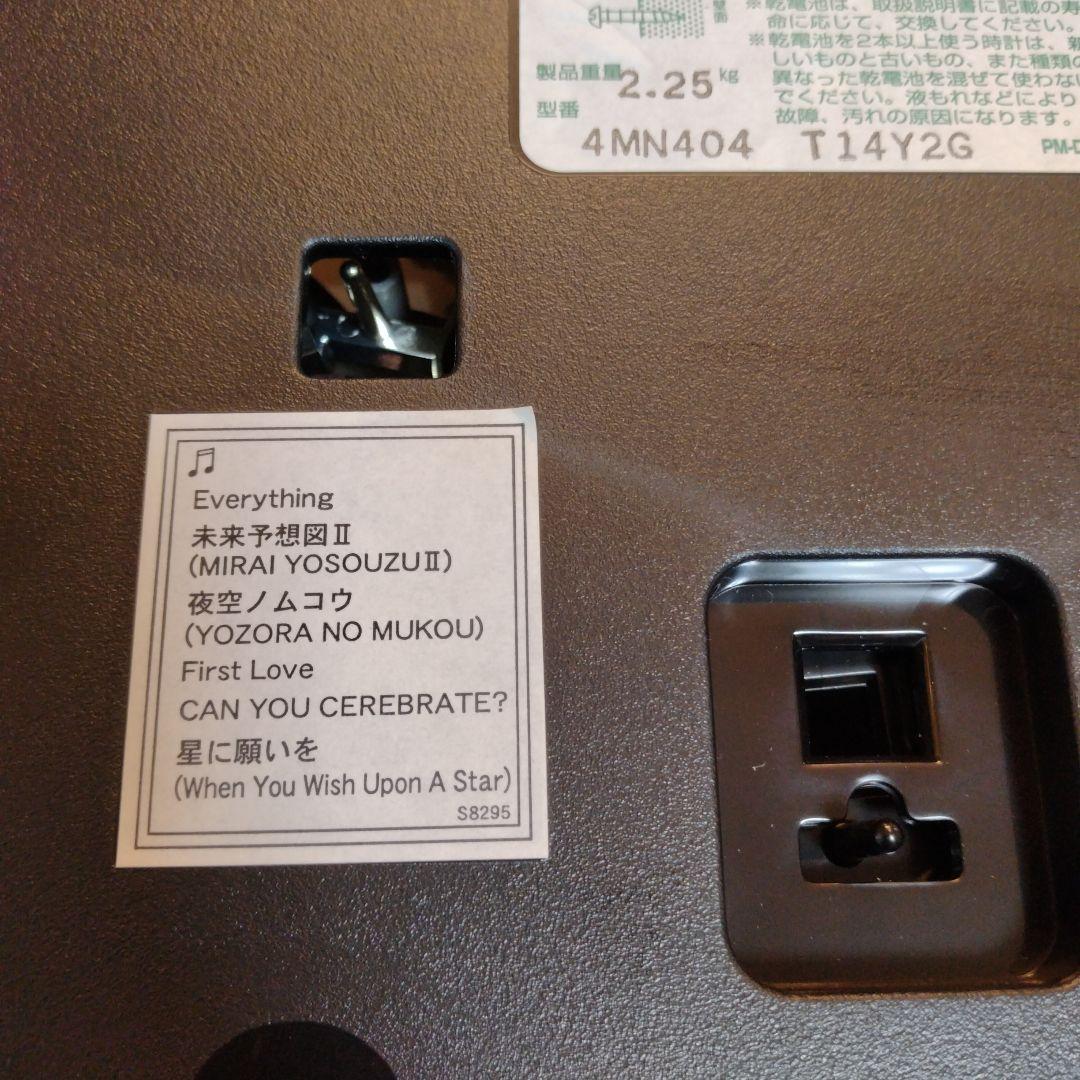 ※乾電池は、取扱説明書に記載の寿
命に応じて、交換してください。
※乾電池を2本以上使う時計は、新
しいものと古いもの、また種類の
異なった乾電池を混ぜて使わない
でください。液もれなどにより
故障、汚れの原因になります。
壁面
製品重量 2.25 kg
型番
4MN404 T14Y2G
PM-D
Everything
未来予想図Ⅱ
(MIRAI YOSOUZUⅡ)
夜空ノムコウ
(YOZORA NO MUKOU)
First Love
CAN YOU CEREBRATE?
星に願いを
(When You Wish Upon A Star)
S8295